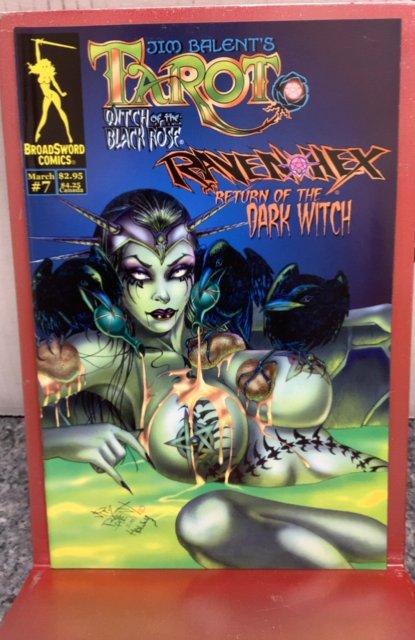 JIM BALENT'S
TAROT
WITCH of the
BLACK ROSE.
RAVEN HEX
RETURN OF THE
DARK WITCH
BROADSWORD
COMICS
March $2.95
#7 $4.25
Canada
Holly